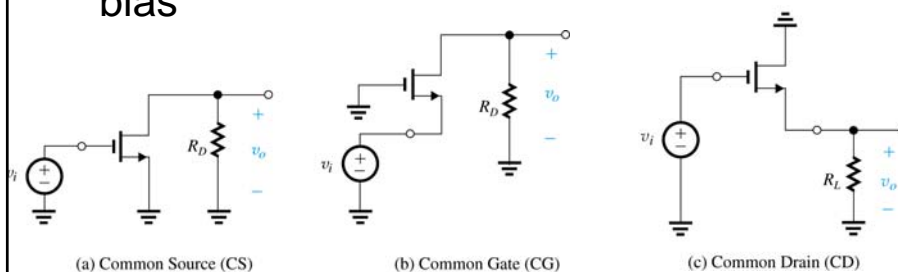 bias
+
v_o
−
R_D
v_i
+
−
(a) Common Source (CS)
+
v_o
−
R_D
v_i
+
−
(b) Common Gate (CG)
v_i
+
−
+
v_o
−
R_L
(c) Common Drain (CD)